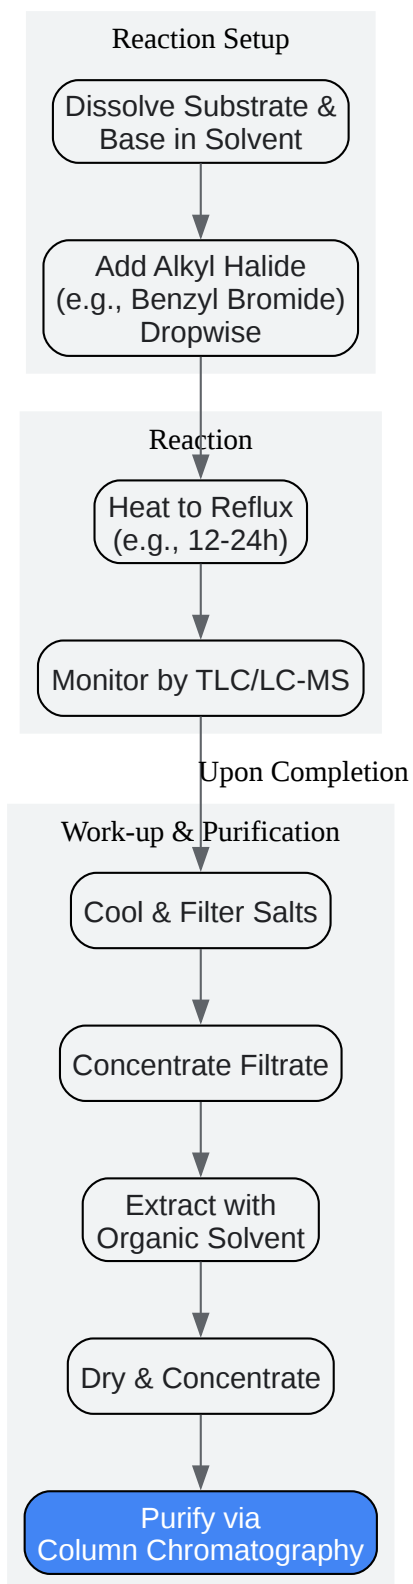 Reaction Setup
Dissolve Substrate &
Base in Solvent
Add Alkyl Halide
(e.g., Benzyl Bromide)
Dropwise
Reaction
Heat to Reflux
(e.g., 12-24h)
Monitor by TLC/LC-MS
Upon Completion
Work-up & Purification
Cool & Filter Salts
Concentrate Filtrate
Extract with
Organic Solvent
Dry & Concentrate
Purify via
Column Chromatography